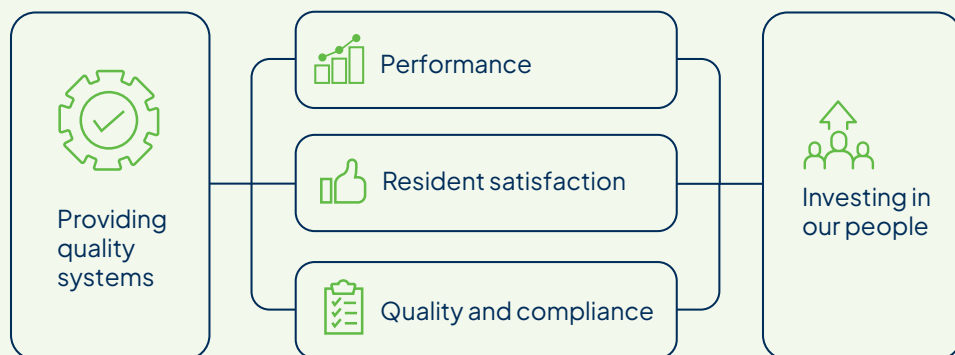 Providing
quality
systems
Performance
Resident satisfaction
Quality and compliance
Investing in
our people